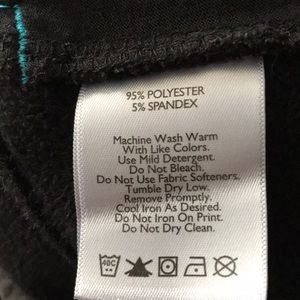 95% POLYESTER
5% SPANDEX
Machine Wash Warm
With Like Colors.
Use Mild Detergent.
Do Not Bleach.
Do Not Use Fabric Softeners.
Tumble Dry Low.
Remove Promptly.
Cool Iron As Desired.
Do Not Iron On Print.
Do Not Dry Clean.
40C